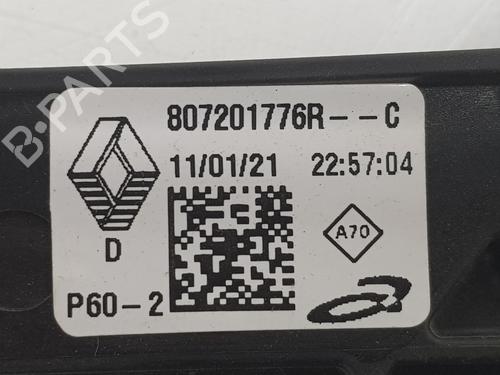 807201776R--C
11/01/21 22:57:04
D
A70
P60-2
B-PARTS